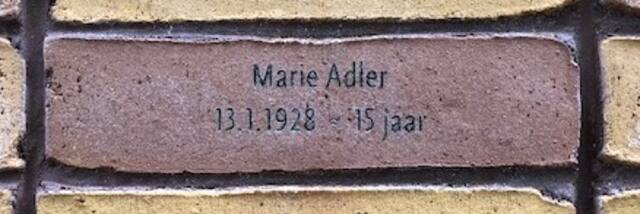 Marie Adler
13.1.1928 - 15 jaar